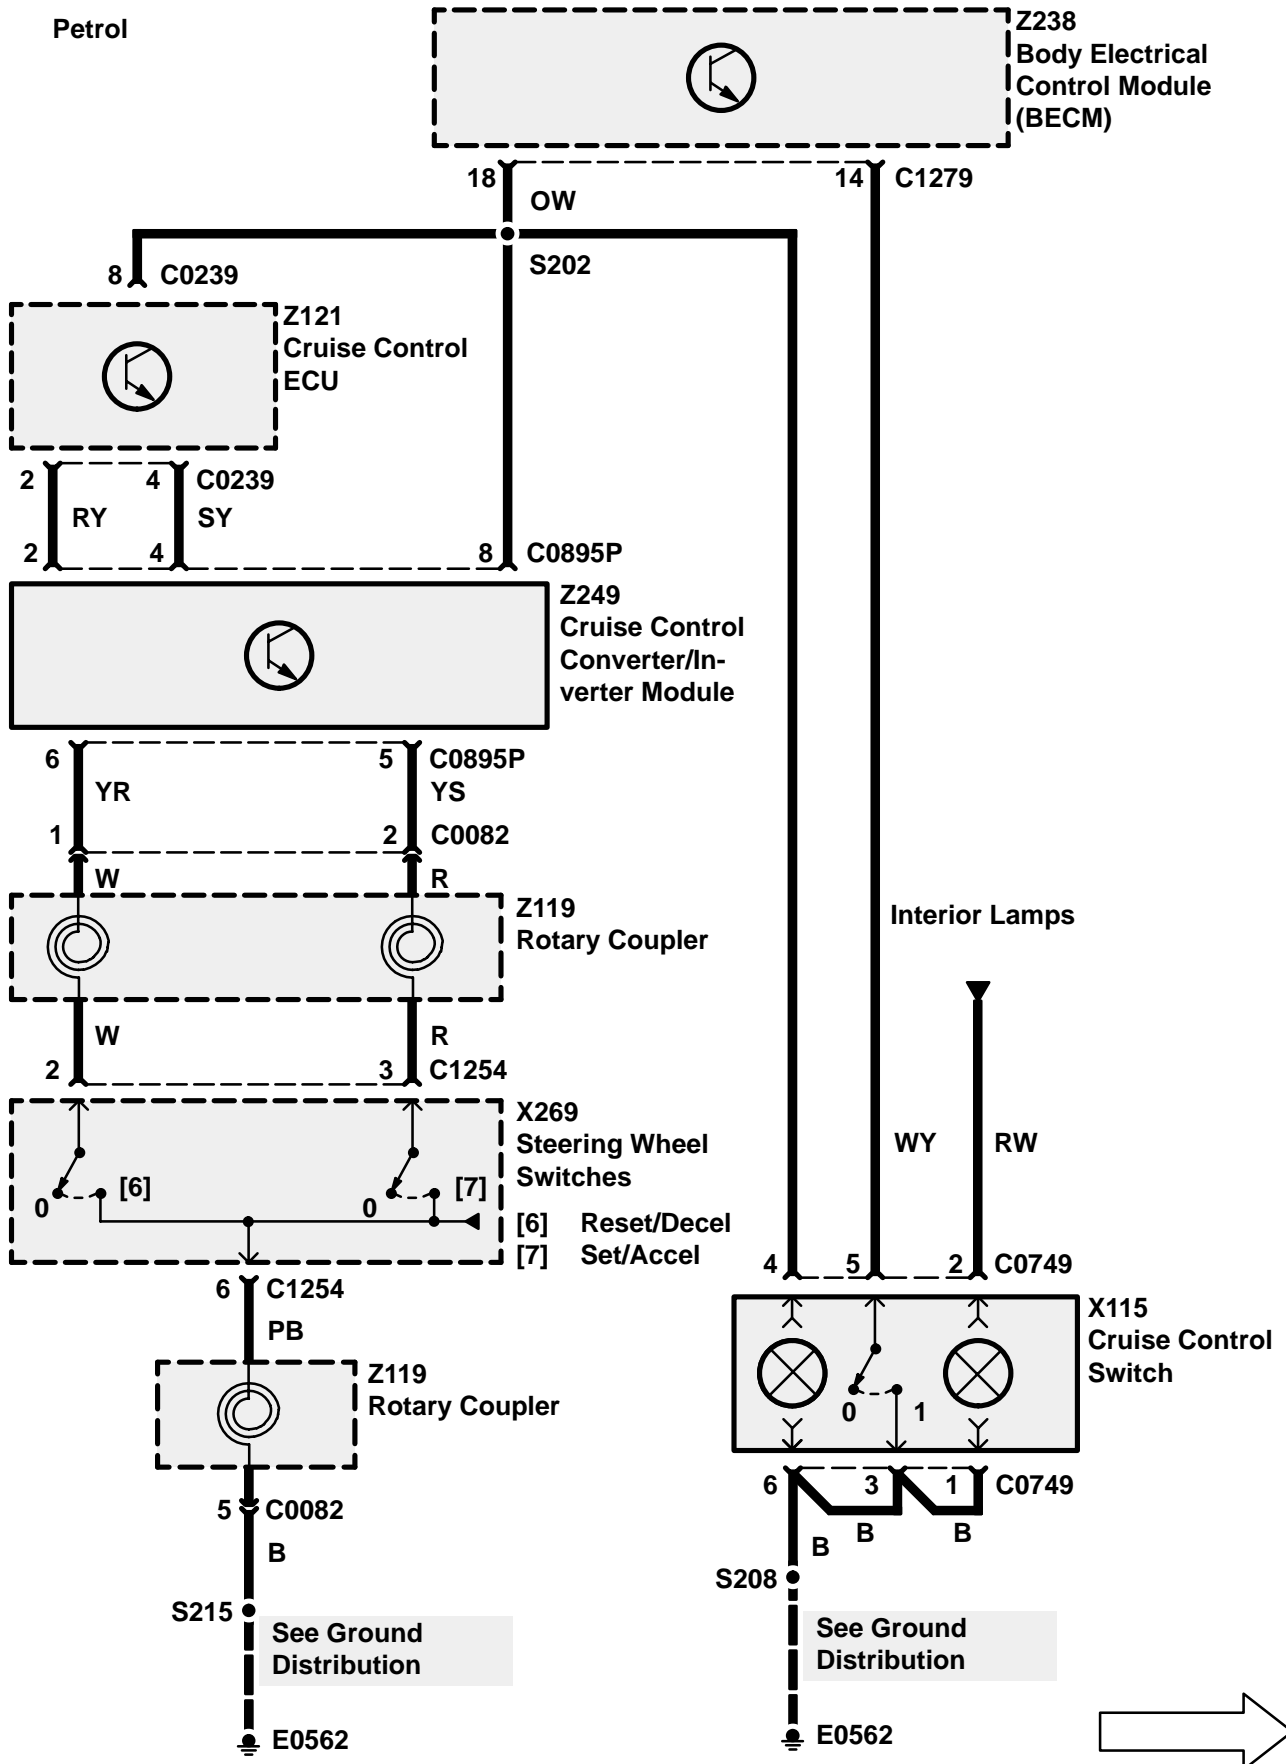 Petrol
Z238
Body Electrical
Control Module
(BECM)
18
14
C1279
OW
S202
8
C0239
Z121
Cruise Control
ECU
2
4
C0239
RY
SY
2
4
8
C0895P
Z249
Cruise Control
Converter/In-
verter Module
6
5
C0895P
YR
YS
1
2
C0082
W
R
Z119
Rotary Coupler
Interior Lamps
W
R
2
3
C1254
X269
Steering Wheel
Switches
WY
RW
0
[6]
0
[7]
[6] Reset/Decel
[7] Set/Accel
4
5
2
C0749
6
C1254
PB
X115
Cruise Control
Switch
Z119
Rotary Coupler
0
1
6
3
1
C0749
5
C0082
B
B
B
B
S208
S215
See Ground
Distribution
See Ground
Distribution
E0562
E0562